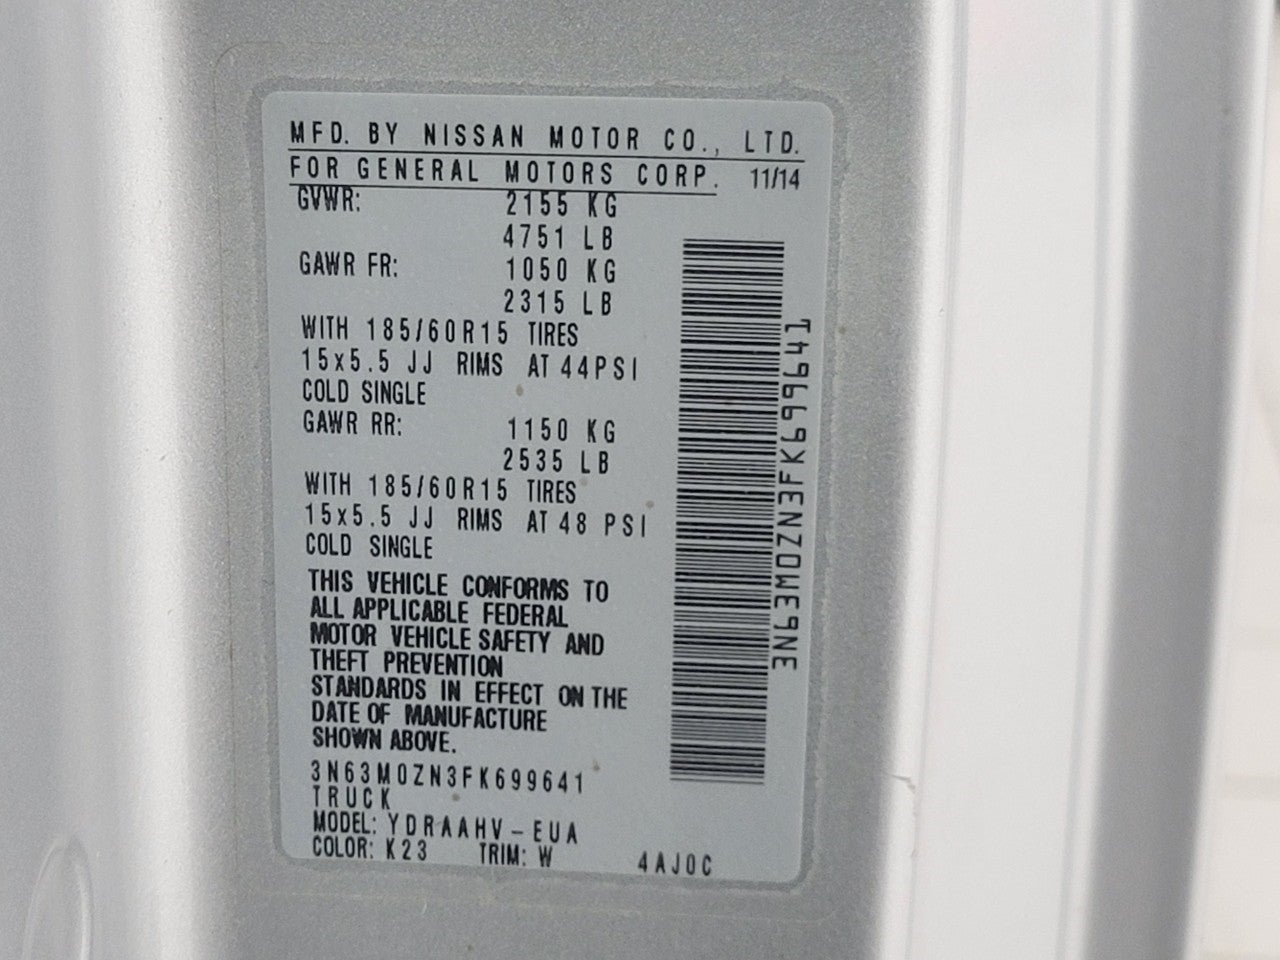 MFD. BY NISSAN MOTOR CO., LTD.
FOR GENERAL MOTORS CORP. 11/14
GVWR: 2155 KG
4751 LB
GAWR FR: 1050 KG
2315 LB
WITH 185/60R15 TIRES
15x5.5 JJ RIMS AT 44PSI
COLD SINGLE
GAWR RR: 1150 KG
2535 LB
WITH 185/60R15 TIRES
15x5.5 JJ RIMS AT 48 PSI
COLD SINGLE
THIS VEHICLE CONFORMS TO
ALL APPLICABLE FEDERAL
MOTOR VEHICLE SAFETY AND
THEFT PREVENTION
STANDARDS IN EFFECT ON THE
DATE OF MANUFACTURE
SHOWN ABOVE.
3N63M0ZN3FK699641
TRUCK
MODEL: YDRAAHV-EUA
COLOR: K23 TRIM: W 4AJ0C
3N63M0ZN3FK699641